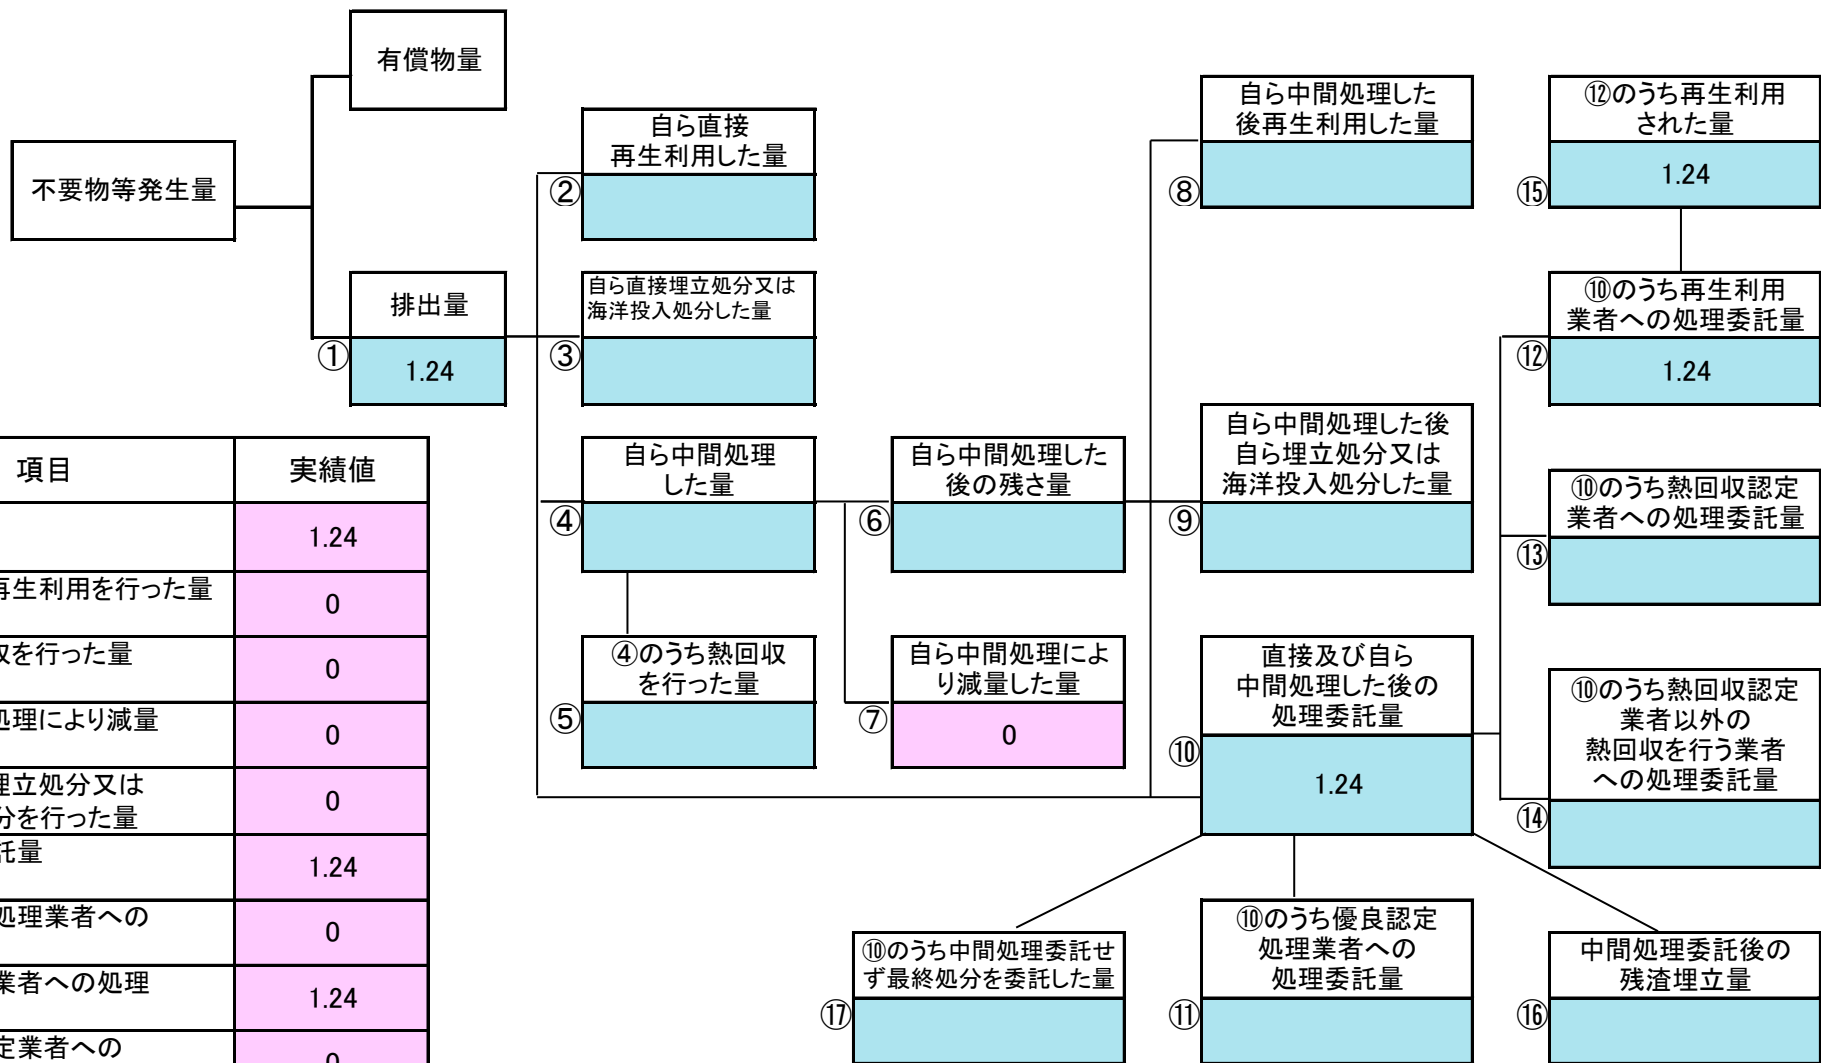 有償物量
不要物等発生量
排出量
①
1.24
自ら直接
再生利用した量
②
自ら直接埋立処分又は
海洋投入処分した量
③
自ら中間処理
した量
④
④のうち熱回収
を行った量
⑤
自ら中間処理した
後の残さ量
⑥
自ら中間処理によ
り減量した量
⑦
0
自ら中間処理した
後再生利用した量
⑧
自ら中間処理した後
自ら埋立処分又は
海洋投入処分した量
⑨
直接及び自ら
中間処理した後の
処理委託量
⑩
1.24
⑫のうち再生利用
された量
⑮
1.24
⑩のうち再生利用
業者への処理委託量
⑫
1.24
⑩のうち熱回収認定
業者への処理委託量
⑬
⑩のうち熱回収認定
業者以外の
熱回収を行う業者
への処理委託量
⑭
⑩のうち中間処理委託せ
ず最終処分を委託した量
⑰
⑩のうち優良認定
処理業者への
処理委託量
⑪
中間処理委託後の
残渣埋立量
⑯
項目
実績値
1.24
再生利用を行った量
0
収を行った量
0
処理により減量
0
埋立処分又は
分を行った量
0
託量
1.24
処理業者への
0
業者への処理
1.24
定業者への
0